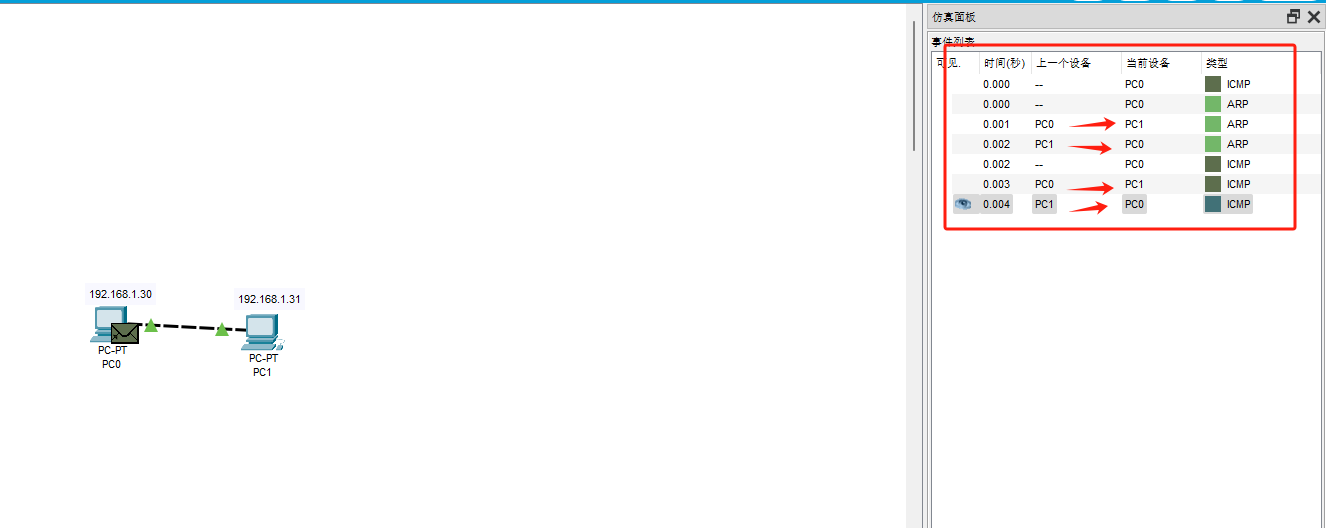 仿真面板
事件列表
可见. 时间(秒) 上一个设备 当前设备 类型
0.000 -- PC0 ICMP
0.000 -- PC0 ARP
0.001 PC0 PC1 ARP
0.002 PC1 PC0 ARP
0.002 -- PC0 ICMP
0.003 PC0 PC1 ICMP
0.004 PC1 PC0 ICMP
192.168.1.30
PC-PT
PC0
192.168.1.31
PC-PT
PC1